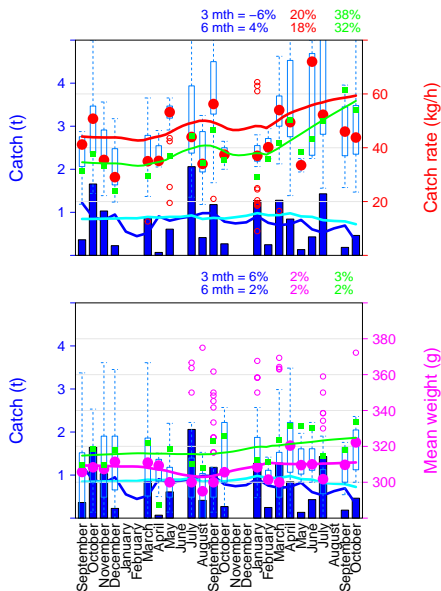 3 mth = −6% 20% 38%
6 mth = 4% 18% 32%
Catch (t)
5
4
3
2
1
60
40
20
Catch rate (kg/h)
3 mth = 6% 2% 3%
6 mth = 2% 2% 2%
Catch (t)
4
3
2
1
380
360
340
320
300
Mean weight (g)
September
October
November
December
January
February
March
April
May
June
July
August
September
October
November
December
January
February
March
April
May
June
July
August
September
October